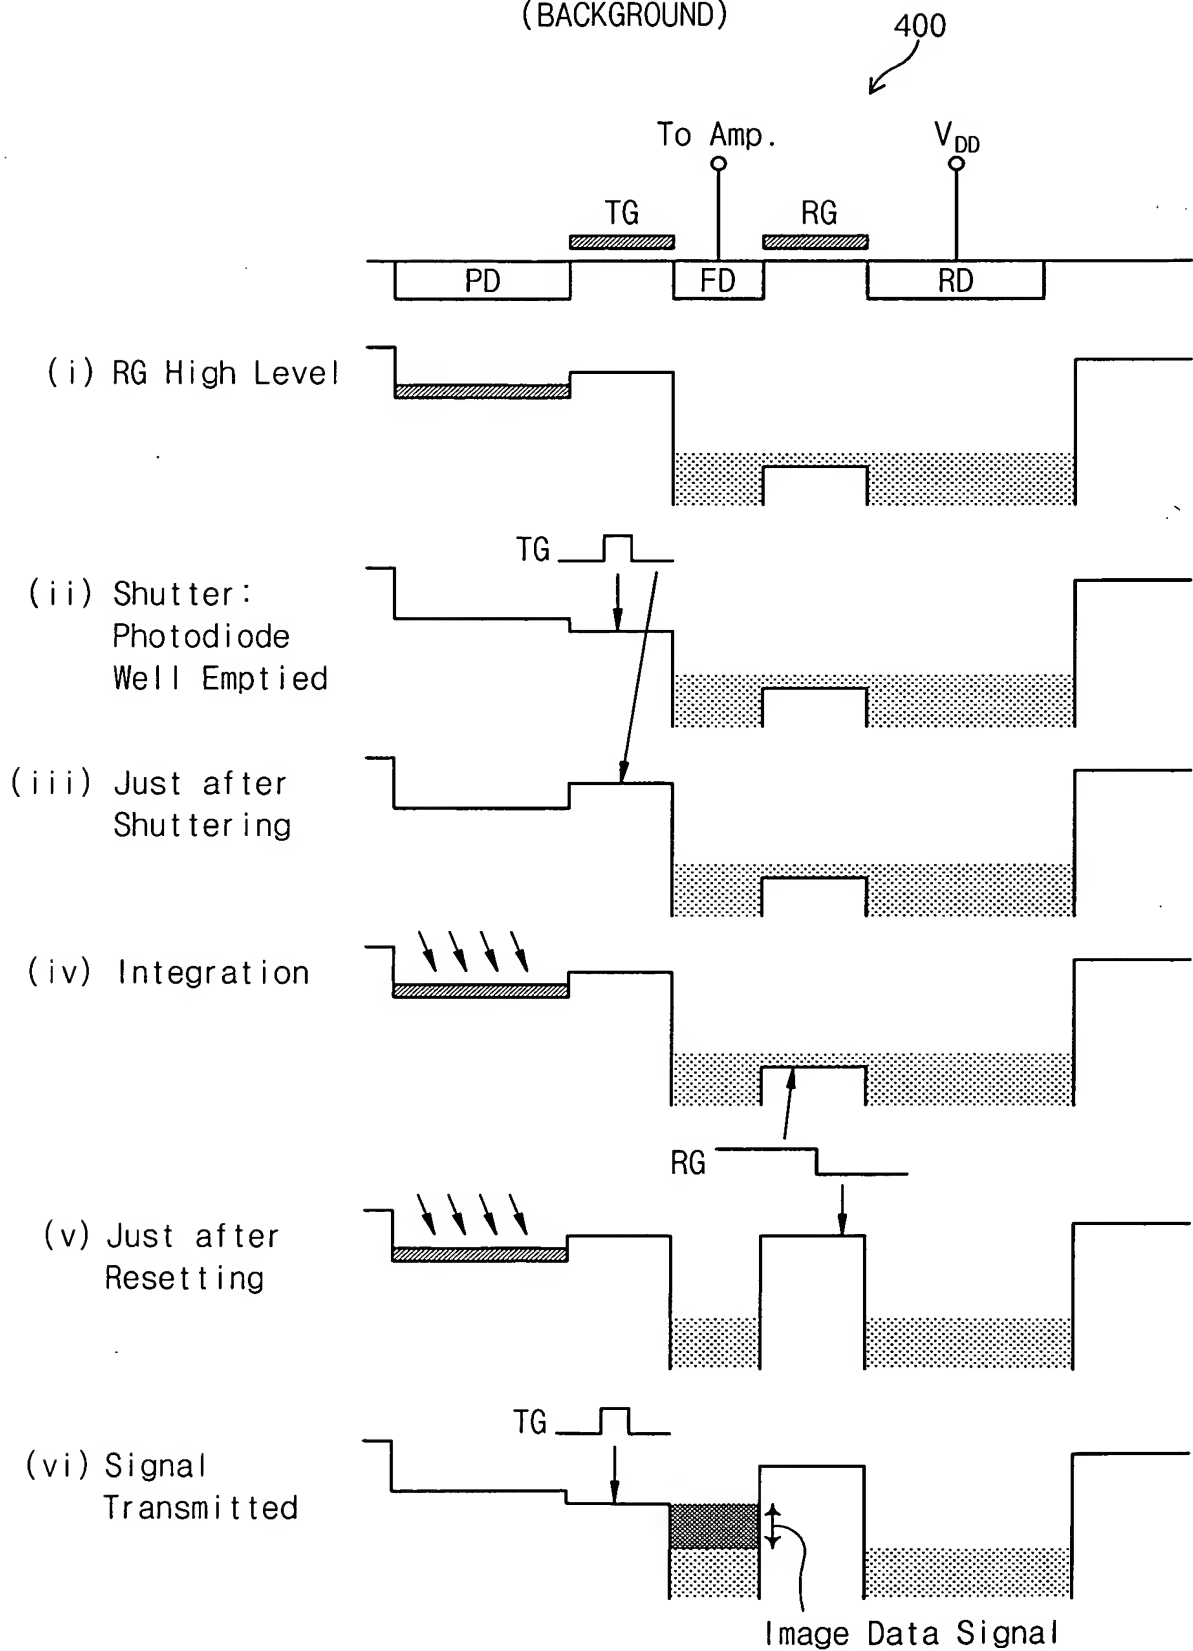 (BACKGROUND)
400
To Amp.
VDD
TG
RG
PD
FD
RD
(i) RG High Level
TG
(ii) Shutter:
Photodiode
Well Emptied
(iii) Just after
Shuttering
(iv) Integration
RG
(v) Just after
Resetting
TG
(vi) Signal
Transmitted
Image Data Signal